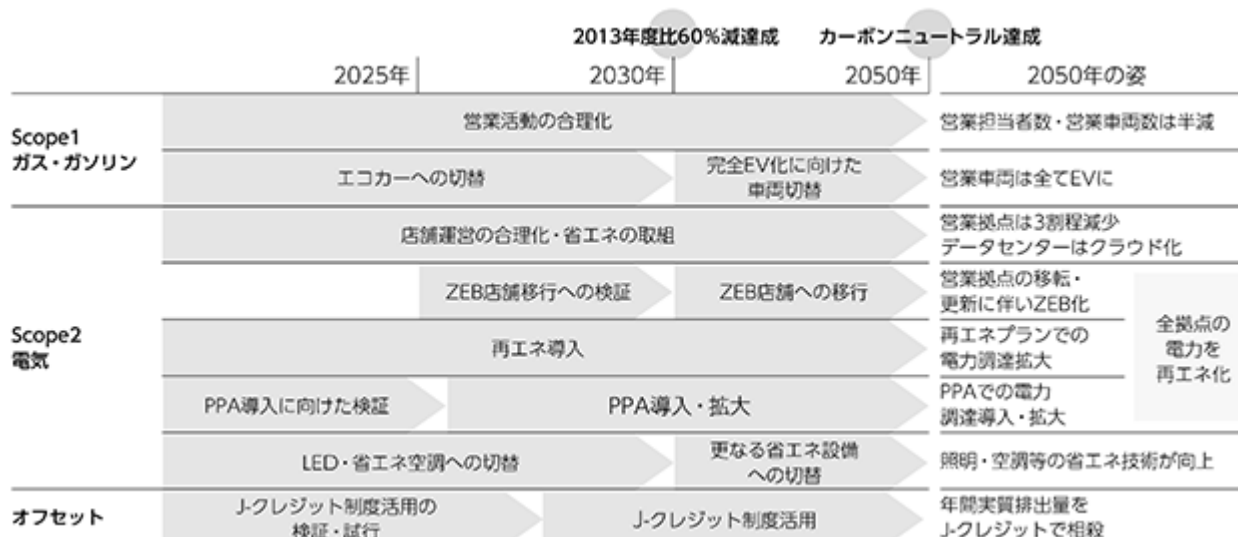 2013年度比60%減達成 カーボンニュートラル達成
2025年 2030年 2050年 2050年の姿
Scope1
ガス・ガソリン
営業活動の合理化
営業担当者数・営業車両数は半減
エコカーへの切替
完全EV化に向けた
車両切替
営業車両は全てEVに
Scope2
電気
店舗運営の合理化・省エネの取組
営業拠点は3割程減少
データセンターはクラウド化
ZEB店舗移行への検証
ZEB店舗への移行
営業拠点の移転・
更新に伴いZEB化
再エネ導入
再エネプランでの
電力調達拡大
PPA導入に向けた検証
PPA導入・拡大
PPAでの電力
調達導入・拡大
全拠点の
電力を
再エネ化
LED・省エネ空調への切替
更なる省エネ設備
への切替
照明・空調等の省エネ技術が向上
オフセット
J-クレジット制度活用の
検証・試行
J-クレジット制度活用
年間実質排出量を
J-クレジットで相殺